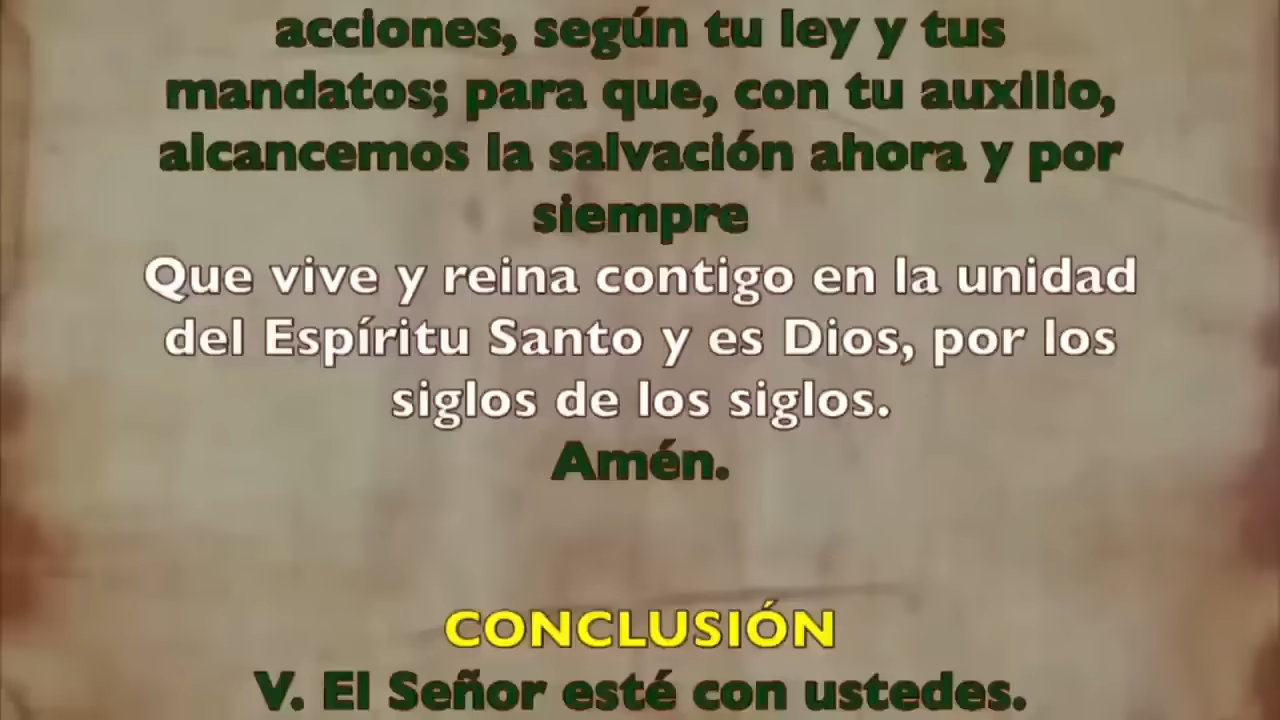 acciones, según tu ley y tus
mandatos; para que, con tu auxilio,
alcancemos la salvación ahora y por
siempre
Que vive y reina contigo en la unidad
del Espíritu Santo y es Dios, por los
siglos de los siglos.
Amén.
CONCLUSIÓN
V. El Señor esté con ustedes.